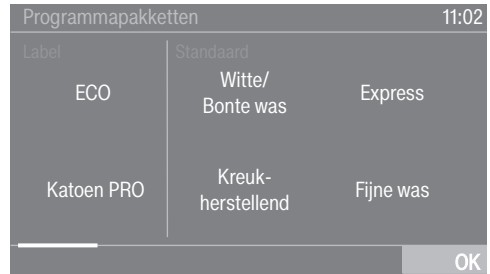 Programmapakketten 11:02
Label Standaard
ECO
Witte/
Bonte was
Express
Katoen PRO
Kreuk-
herstellend
Fijne was
OK